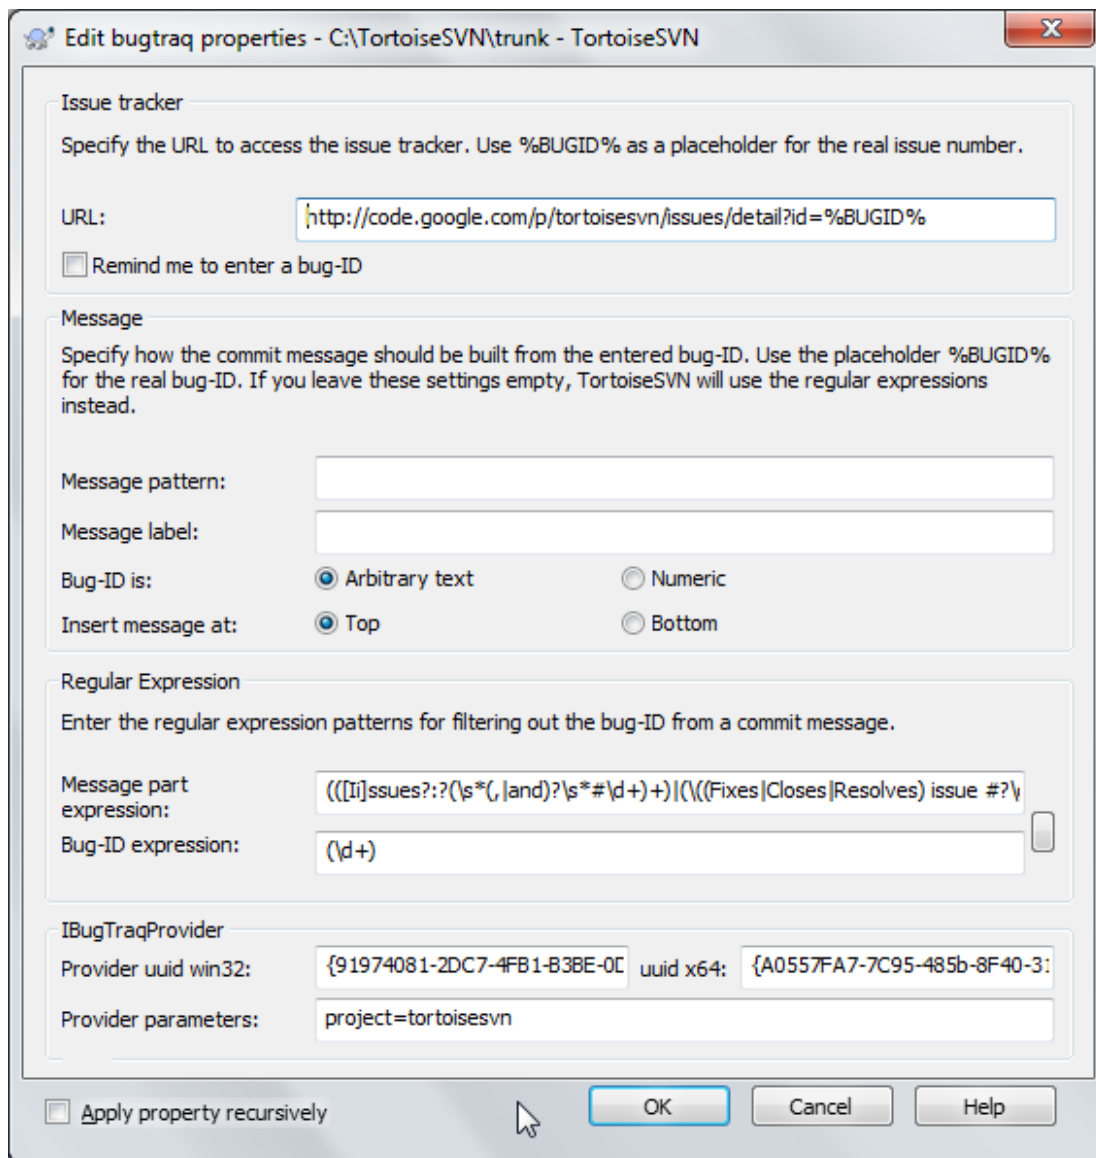 Edit bugtraq properties - C:\TortoiseSVN\trunk - TortoiseSVN
Issue tracker
Specify the URL to access the issue tracker. Use %BUGID% as a placeholder for the real issue number.
URL: http://code.google.com/p/tortoisesvn/issues/detail?id=%BUGID%
Remind me to enter a bug-ID
Message
Specify how the commit message should be built from the entered bug-ID. Use the placeholder %BUGID%
for the real bug-ID. If you leave these settings empty, TortoiseSVN will use the regular expressions
instead.
Message pattern:
Message label:
Bug-ID is: Arbitrary text Numeric
Insert message at: Top Bottom
Regular Expression
Enter the regular expression patterns for filtering out the bug-ID from a commit message.
Message part
expression: (([Ii]ssues?:?(\s*(,|and)?\s*#\d+)+)|(\((Fixes|Closes|Resolves) issue #?\
Bug-ID expression: (\d+)
IBugTraqProvider
Provider uuid win32: {91974081-2DC7-4FB1-B3BE-0D uuid x64: {A0557FA7-7C95-485b-8F40-31
Provider parameters: project=tortoisesvn
Apply property recursively OK Cancel Help